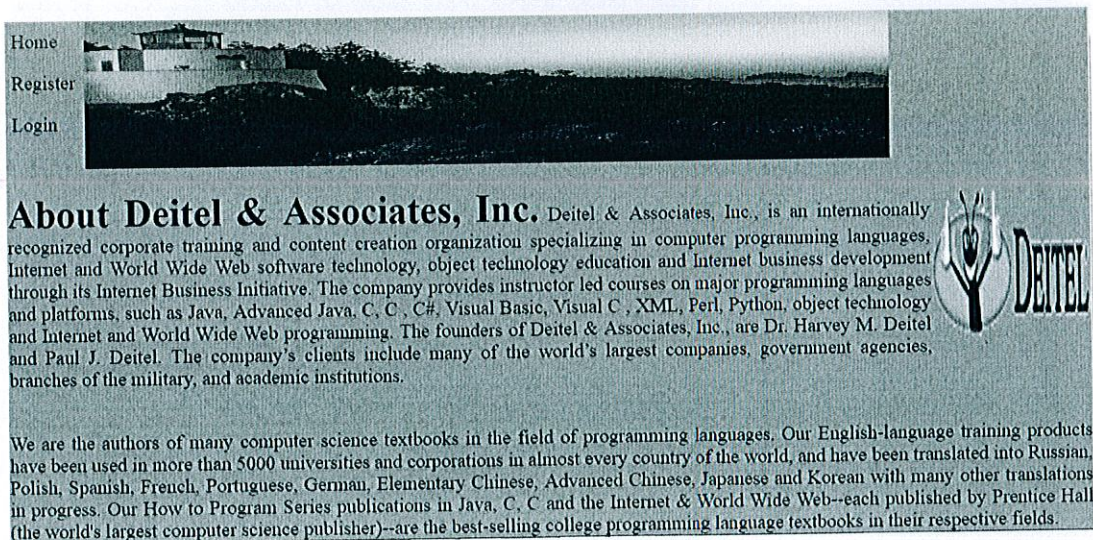 Home
Register
Login
About Deitel & Associates, Inc. Deitel & Associates, Inc., is an internationally
recognized corporate training and content creation organization specializing in computer programming languages,
Internet and World Wide Web software technology, object technology education and Internet business development
through its Internet Business Initiative. The company provides instructor led courses on major programming languages
and platforms, such as Java, Advanced Java, C, C , C#, Visual Basic, Visual C , XML, Perl, Python, object technology
and Internet and World Wide Web programming. The founders of Deitel & Associates, Inc., are Dr. Harvey M. Deitel
and Paul J. Deitel. The company's clients include many of the world's largest companies, government agencies,
branches of the military, and academic institutions.
DEITEL
We are the authors of many computer science textbooks in the field of programming languages. Our English-language training products
have been used in more than 5000 universities and corporations in almost every country of the world, and have been translated into Russian,
Polish, Spanish, French, Portuguese, German, Elementary Chinese, Advanced Chinese, Japanese and Korean with many other translations
in progress. Our How to Program Series publications in Java, C, C and the Internet & World Wide Web--each published by Prentice Hall
(the world's largest computer science publisher)--are the best-selling college programming language textbooks in their respective fields.